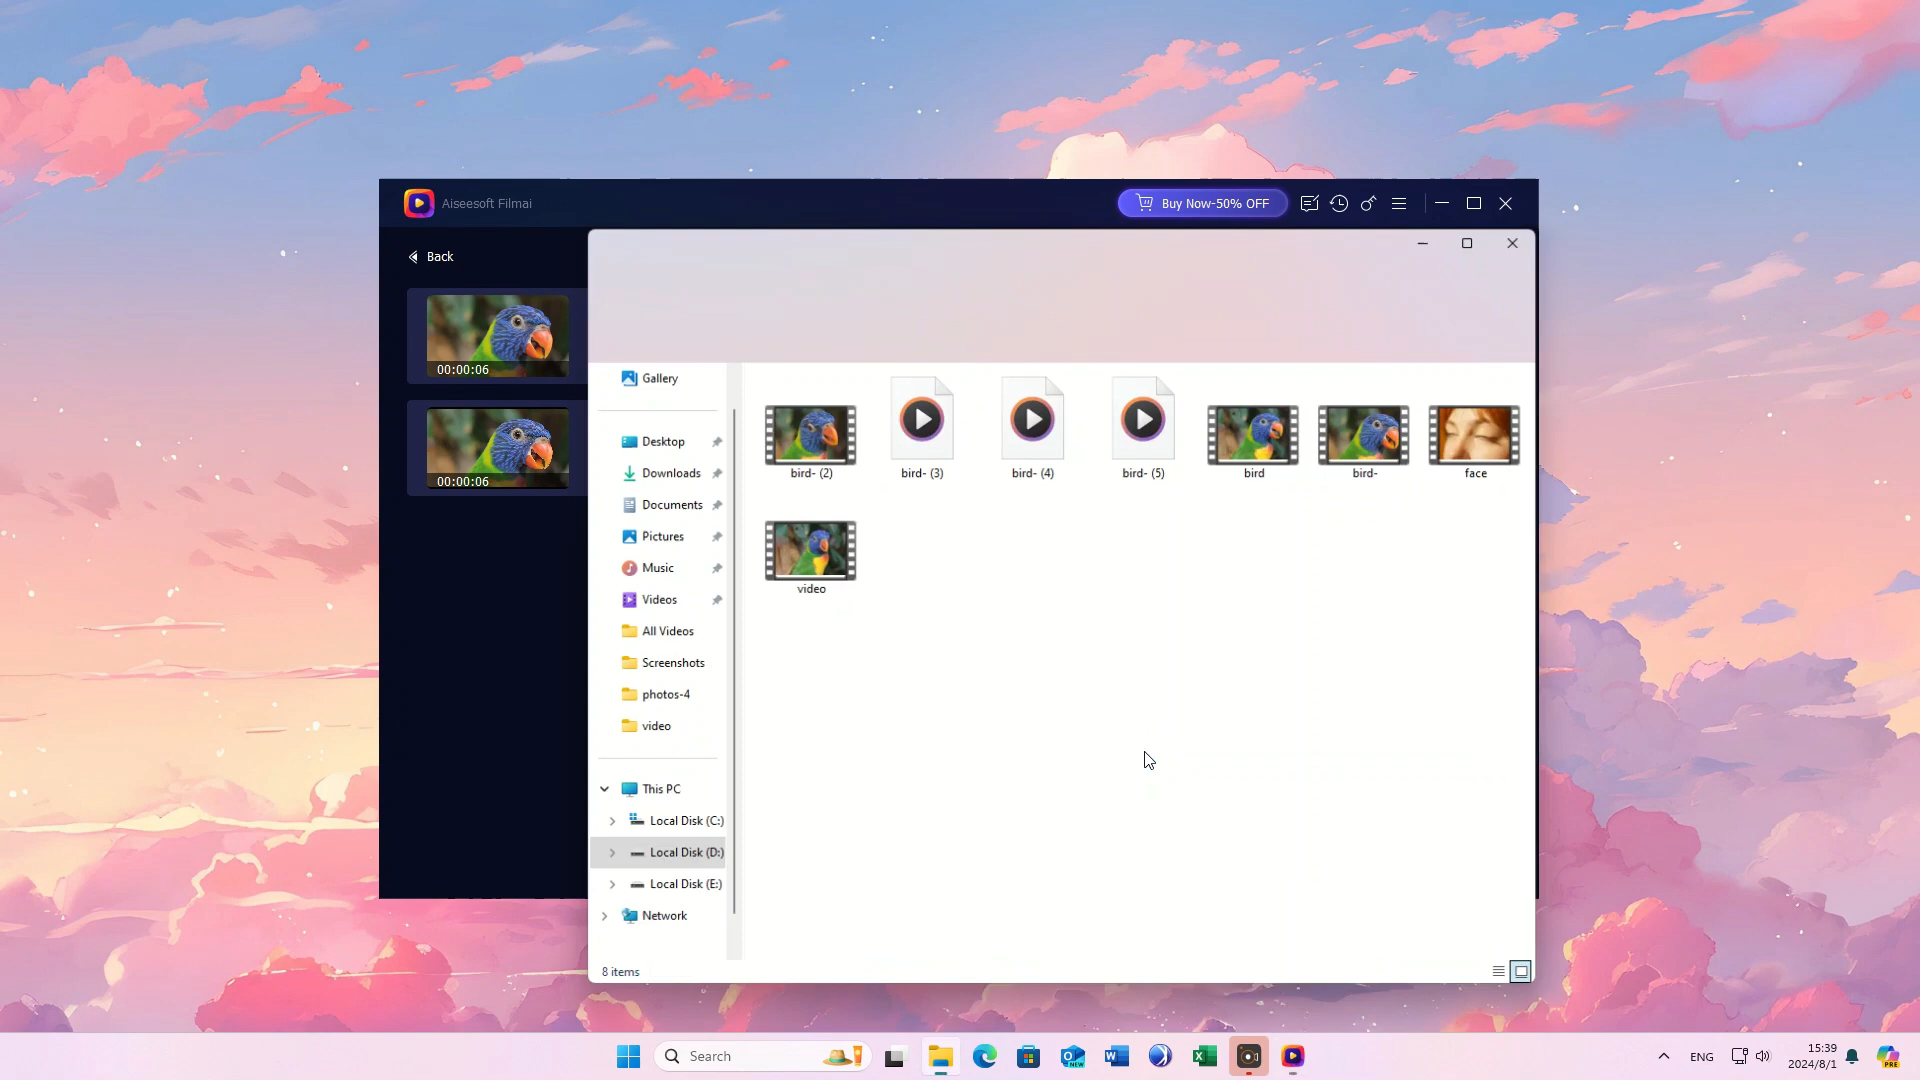 Aiseesoft Filmai
Buy Now-50% OFF
Back
00:00:06
00:00:06
Gallery
Desktop
Downloads
Documents
Pictures
Music
Videos
All Videos
Screenshots
photos-4
video
This PC
Local Disk (C:)
Local Disk (D:)
Local Disk (E:)
Network
bird- (2)
bird- (3)
bird- (4)
bird- (5)
bird
bird-
face
video
8 items
Search
NEW
ENG
15:39
2024/8/1
PRE